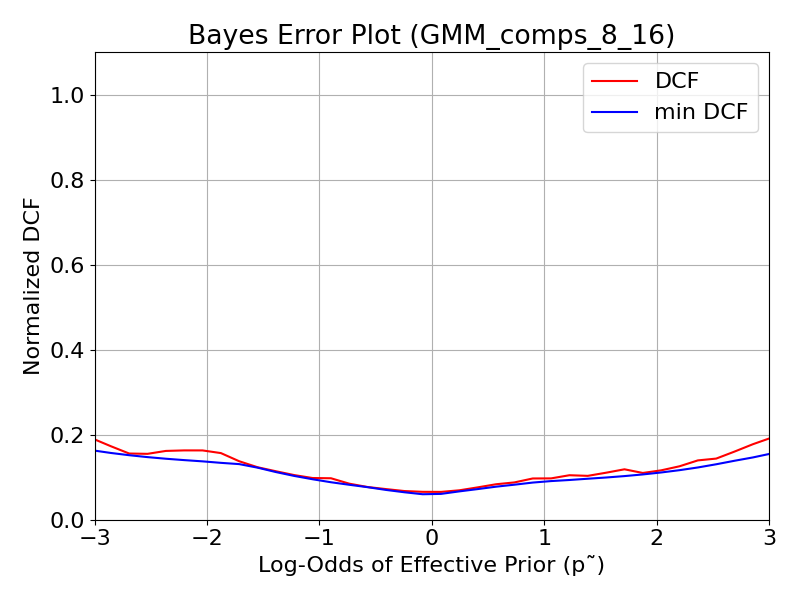 Bayes Error Plot (GMM_comps_8_16)
DCF
min DCF
1.0
0.8
0.6
0.4
0.2
0.0
Normalized DCF
−3
−2
−1
0
1
2
3
Log-Odds of Effective Prior (p˜)